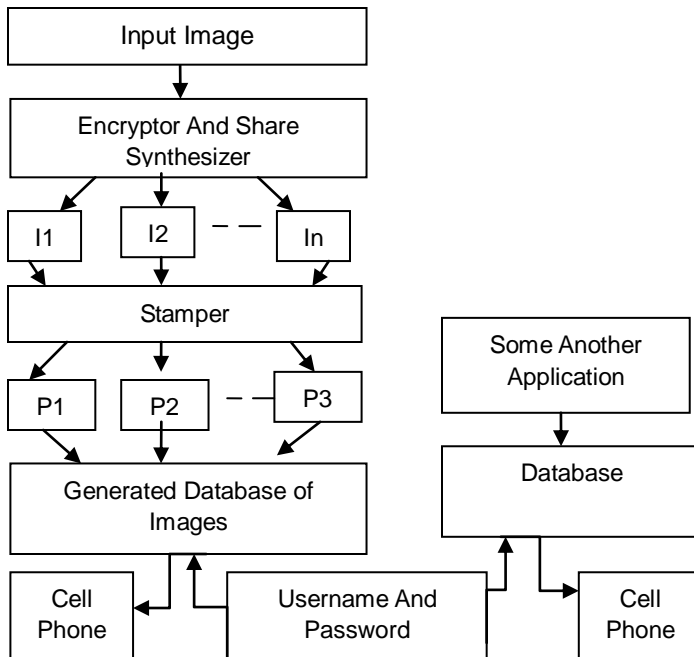 Input Image
Encryptor And Share
Synthesizer
I1
I2
In
Stamper
P1
P2
P3
Generated Database of
Images
Some Another
Application
Database
Cell
Phone
Username And
Password
Cell
Phone